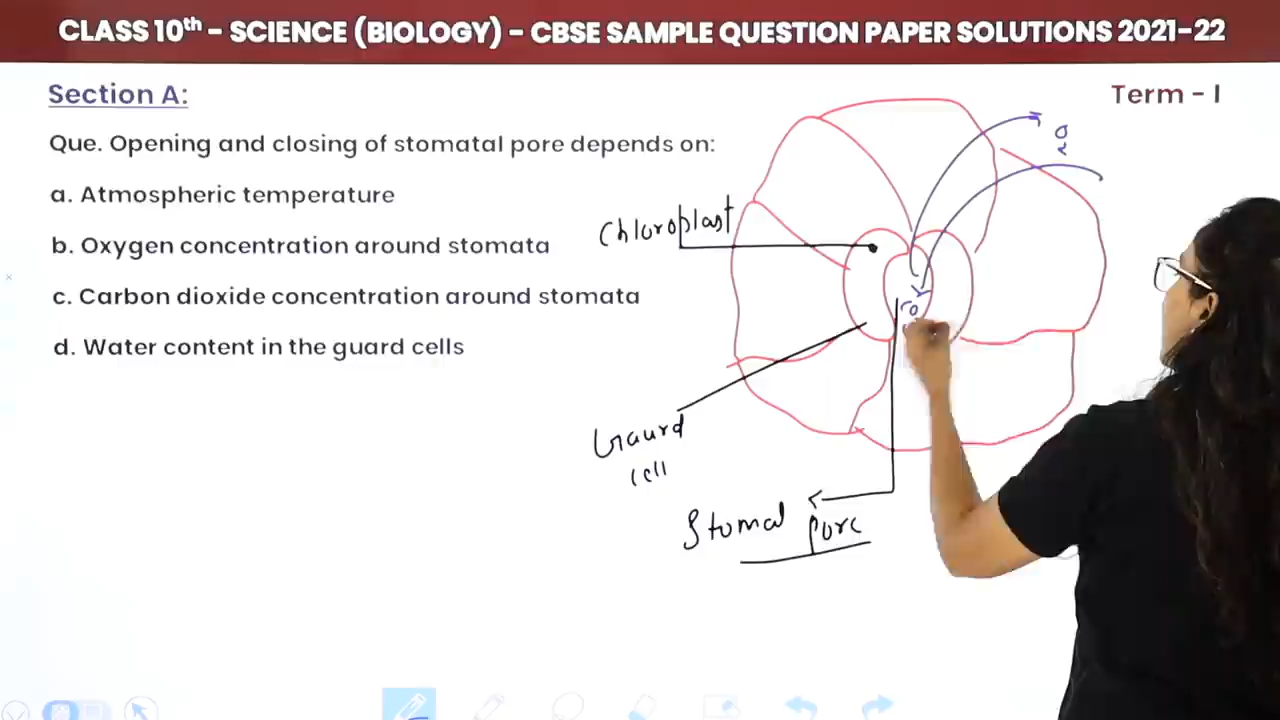 CLASS 10th – SCIENCE (BIOLOGY) – CBSE SAMPLE QUESTION PAPER SOLUTIONS 2021-22
Section A:
Term - I
Que. Opening and closing of stomatal pore depends on:
a. Atmospheric temperature
b. Oxygen concentration around stomata
c. Carbon dioxide concentration around stomata
d. Water content in the guard cells
Chloroplast
O2
Gaurd
cell
Stomal pore